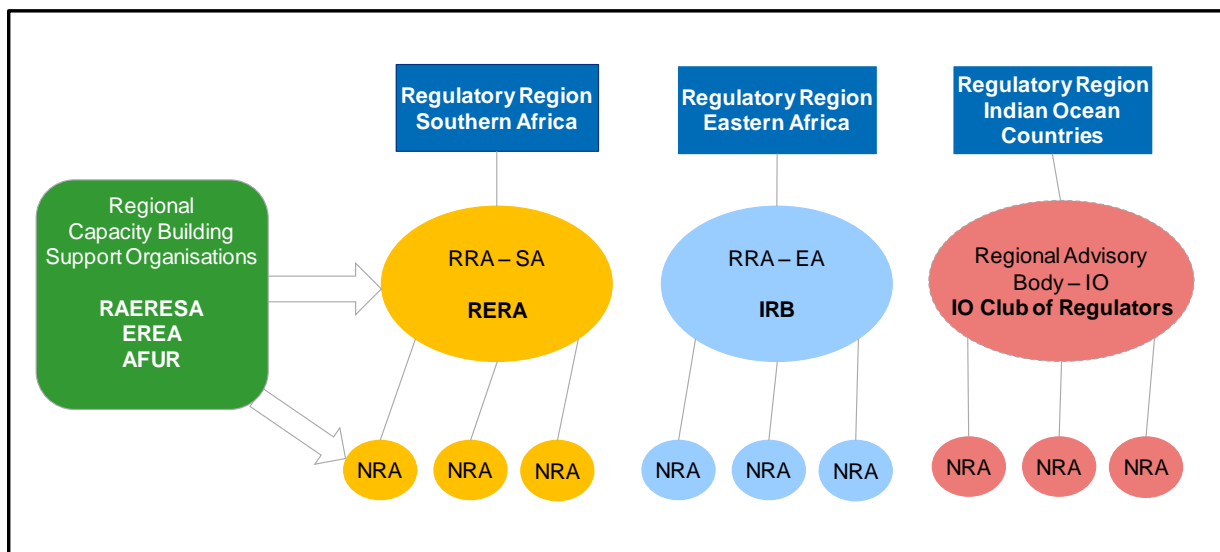 Regulatory Region
Southern Africa
Regulatory Region
Eastern Africa
Regulatory Region
Indian Ocean
Countries
Regional
Capacity Building
Support Organisations
RAERESA
EREA
AFUR
RRA – SA
RERA
RRA – EA
IRB
Regional Advisory
Body – IO
IO Club of Regulators
NRA
NRA
NRA
NRA
NRA
NRA
NRA
NRA
NRA